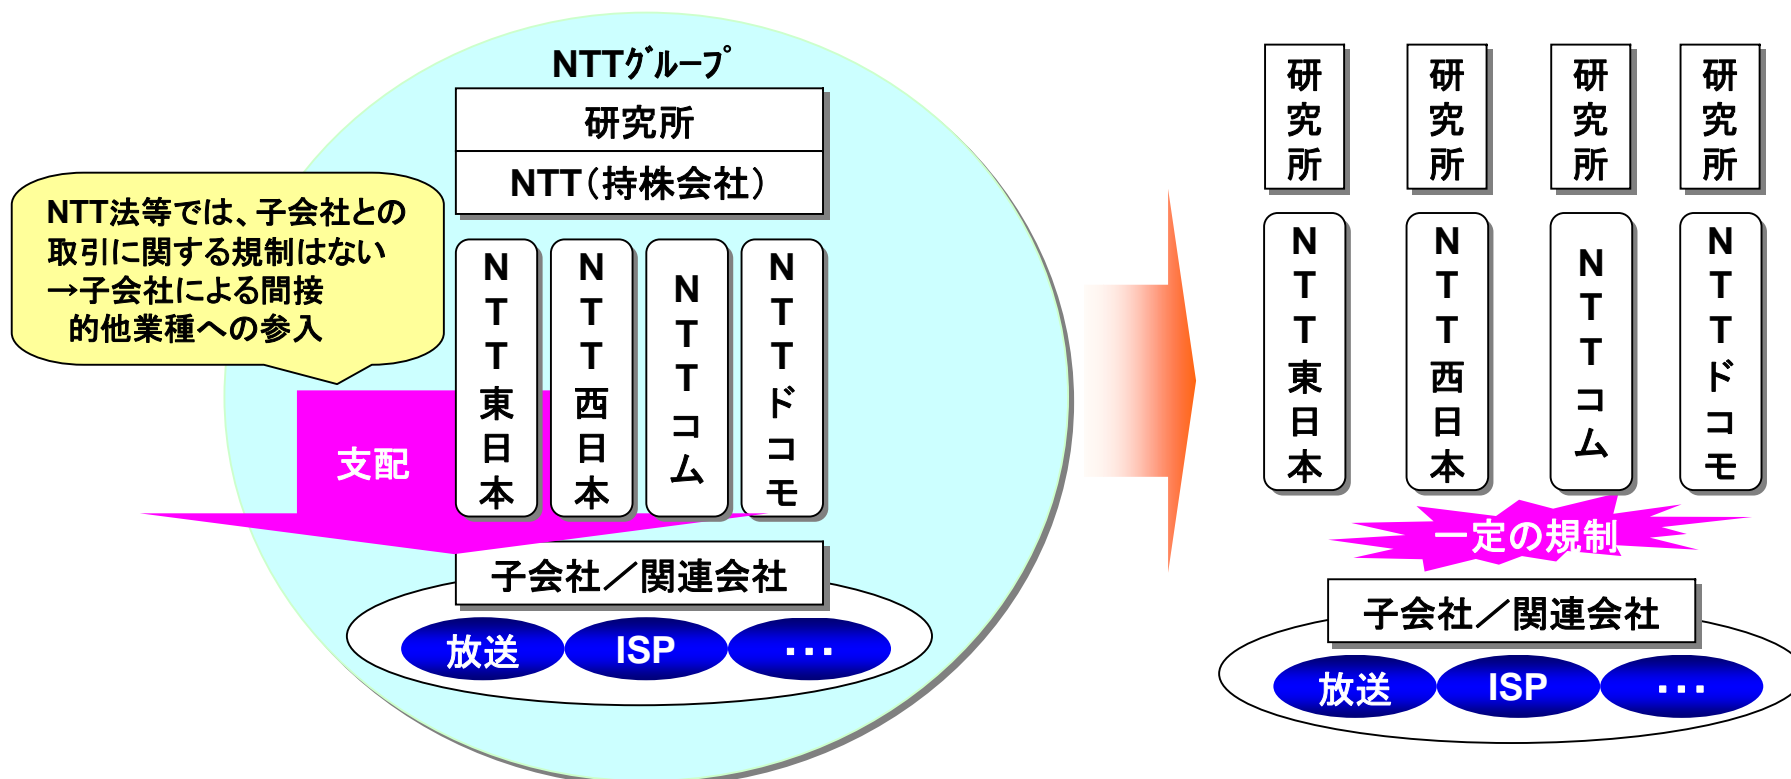 NTTｸﾞﾙｰﾌﾟ
研究所
NTT（持株会社）
NTT法等では、子会社との
取引に関する規制はない
→子会社による間接
的他業種への参入
NTT東日本
NTT西日本
NTTコム
NTTドコモ
支配
子会社／関連会社
放送
ISP
・・・
研究所
研究所
研究所
研究所
NTT東日本
NTT西日本
NTTコム
NTTドコモ
一定の規制
子会社／関連会社
放送
ISP
・・・